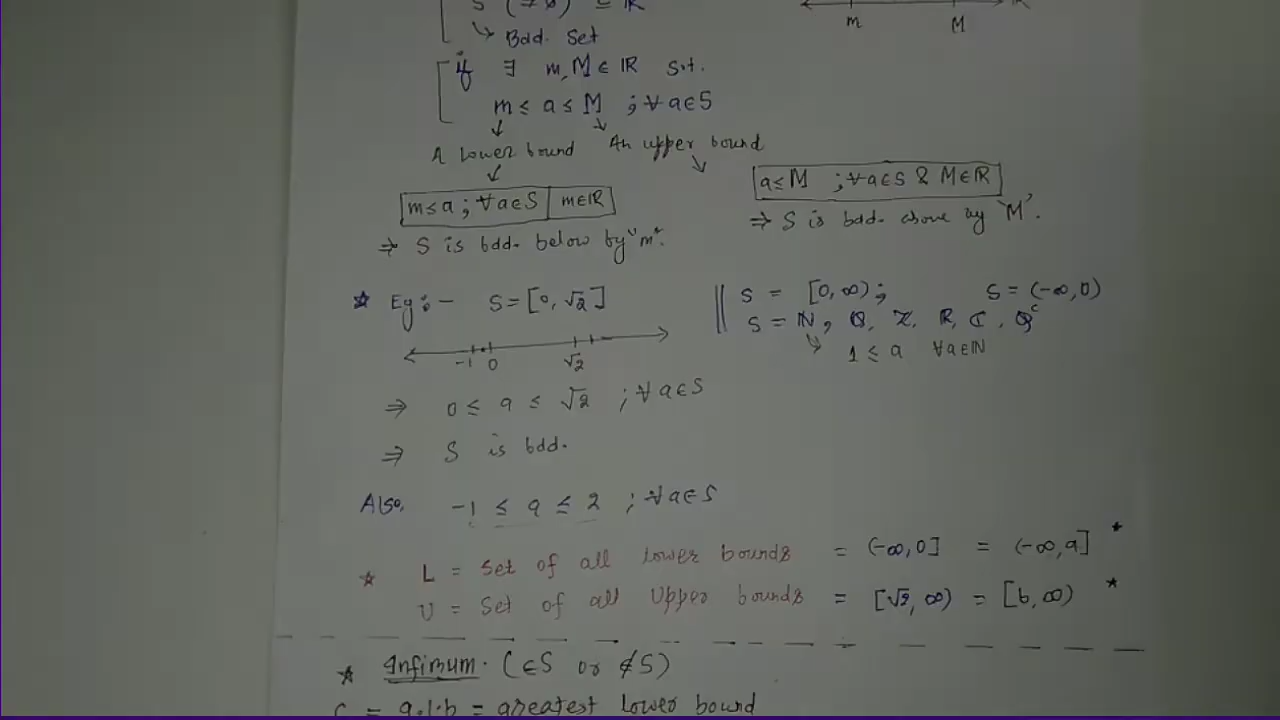 S (≠ ϕ) ⊆ ℝ
m M
↳ Bdd. Set
if ∃ m, M ∈ ℝ s.t.
m ≤ a ≤ M ; ∀ a∈S
A lower bound An upper bound
m ≤ a ; ∀ a∈S | m∈ℝ
a ≤ M ; ∀ a∈S & M∈ℝ
⇒ S is bdd. below by "m".
⇒ S is bdd. above by 'M'.
☆ Eg:- S = [0, √2]
S = [0, ∞); S = (-∞, 0)
S = ℕ, ℚ, ℤ, ℝ, ℂ, ℚᶜ
-1 0 √2
1 ≤ a ∀ a∈ℕ
⇒ 0 ≤ a ≤ √2 ; ∀ a∈S
⇒ S is bdd.
Also, -1 ≤ a ≤ 2 ; ∀ a∈S
☆ L = Set of all lower bounds = (-∞, 0] = (-∞, a] *
U = Set of all Upper bounds = [√2, ∞) = [b, ∞) *
☆ Infimum. (∈S or ∉S)
= g.l.b = greatest lower bound